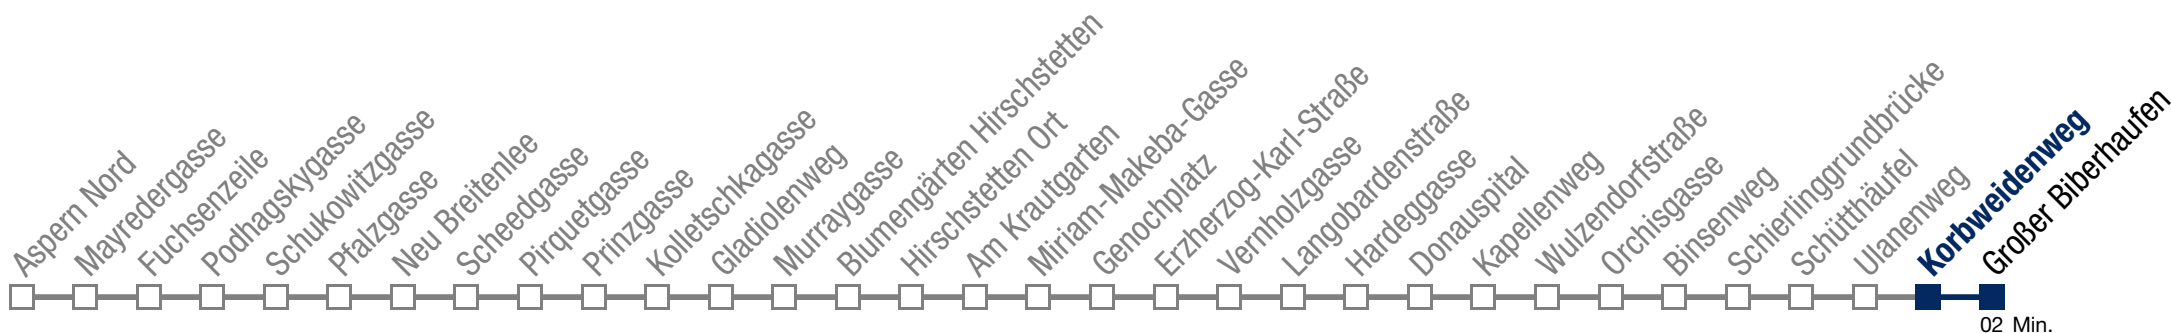 Aspern Nord
Mayredergasse
Fuchsenzeile
Podhagskygasse
Schukowitzgasse
Pfalzgasse
Neu Breitenlee
Scheedgasse
Pirquetgasse
Prinzgasse
Kolletschkagasse
Gladiolenweg
Murraygasse
Blumengärten Hirschstetten
Hirschstetten Ort
Am Krautgarten
Miriam-Makeba-Gasse
Genochplatz
Erzherzog-Karl-Straße
Vernholzgasse
Langobardenstraße
Hardeggasse
Donauspital
Kapellenweg
Wulzendorfstraße
Orchisgasse
Binsenweg
Schierlinggrundbrücke
Schütthäufel
Ulanenweg
Korbweidenweg
Großer Biberhaufen
02 Min.